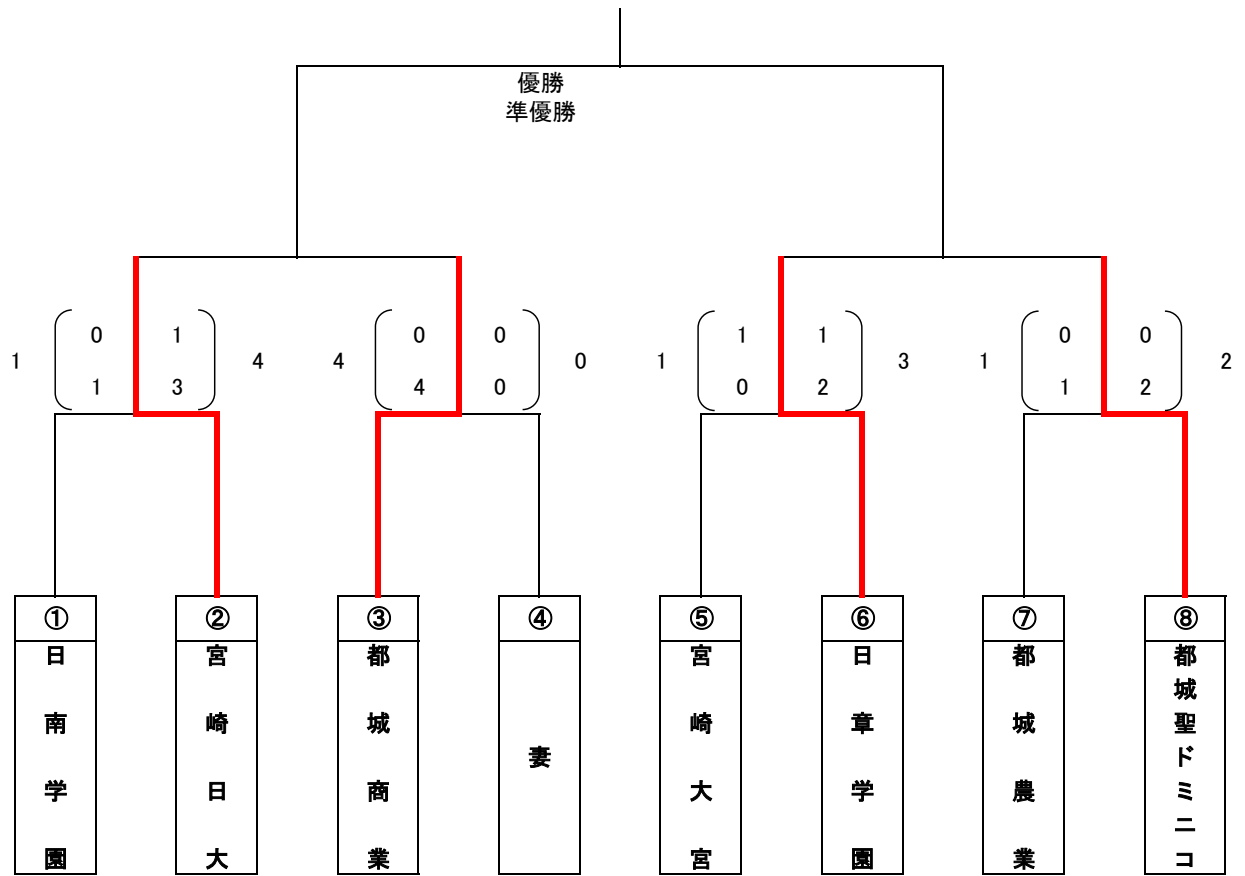 優勝
準優勝
0 1 0 0 1 1 0 0
1 4 4 0 1 3 1 2
1 3 4 0 0 2 1 2
① ② ③ ④ ⑤ ⑥ ⑦ ⑧
日南学園
宮崎日大
都城商業
妻
宮崎大宮
日章学園
都城農業
都城聖ドミニコ